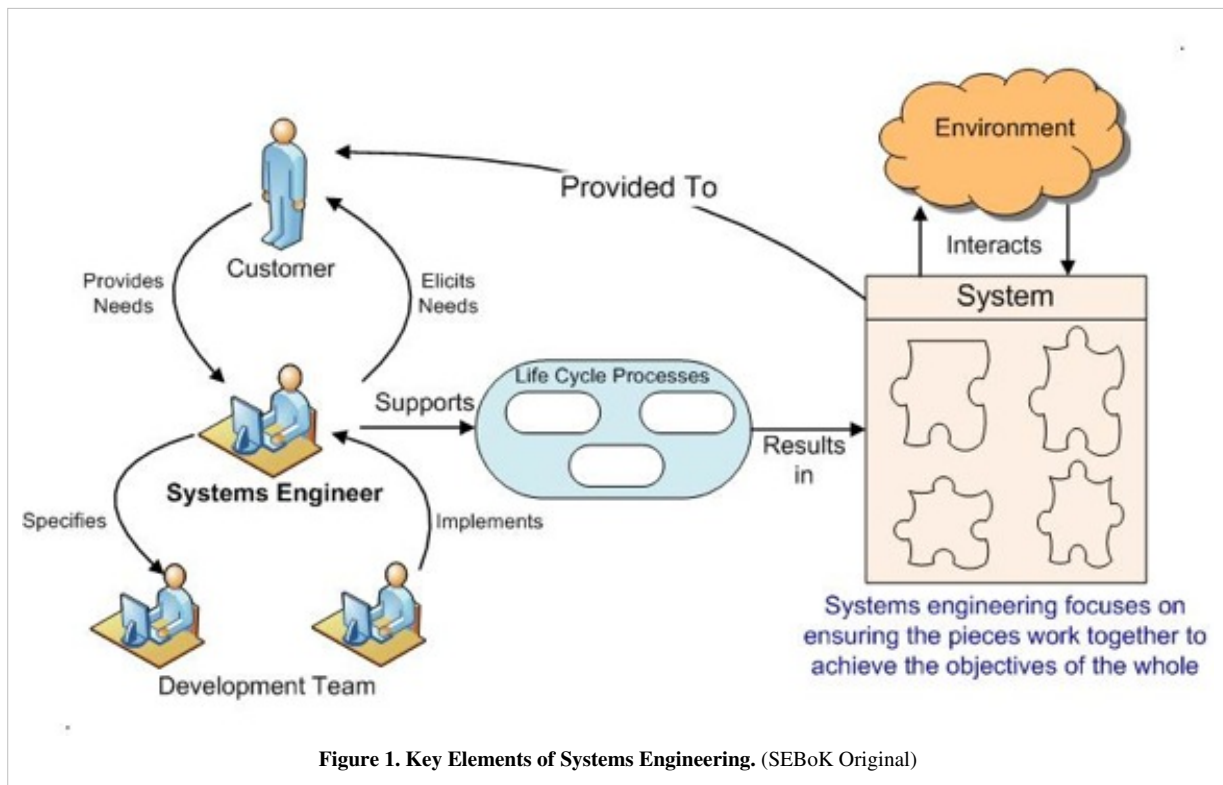 Environment
Provided To
Interacts
Customer
Provides
Needs
Elicits
Needs
System
Life Cycle Processes
Supports
Results
in
Systems Engineer
Specifies
Implements
Development Team
Systems engineering focuses on
ensuring the pieces work together to
achieve the objectives of the whole
Figure 1. Key Elements of Systems Engineering. (SEBoK Original)